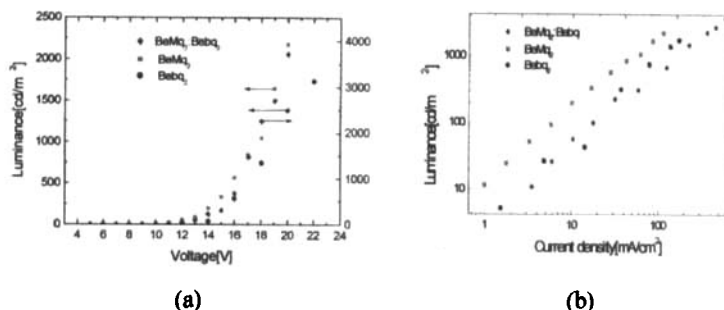 2500
2000
1500
1000
500
0
4000
3000
2000
1000
0
Luminance[cd/m²]
BeMq₂:Bebq₂
BeMq₂
Bebq₂
4 6 8 10 12 14 16 18 20 22 24
Voltage[V]
(a)
1000
100
10
Luminance[cd/m²]
BeMq₂:Bebq₂
BeMq₂
Bebq₂
1 10 100
Current density[mA/cm²]
(b)